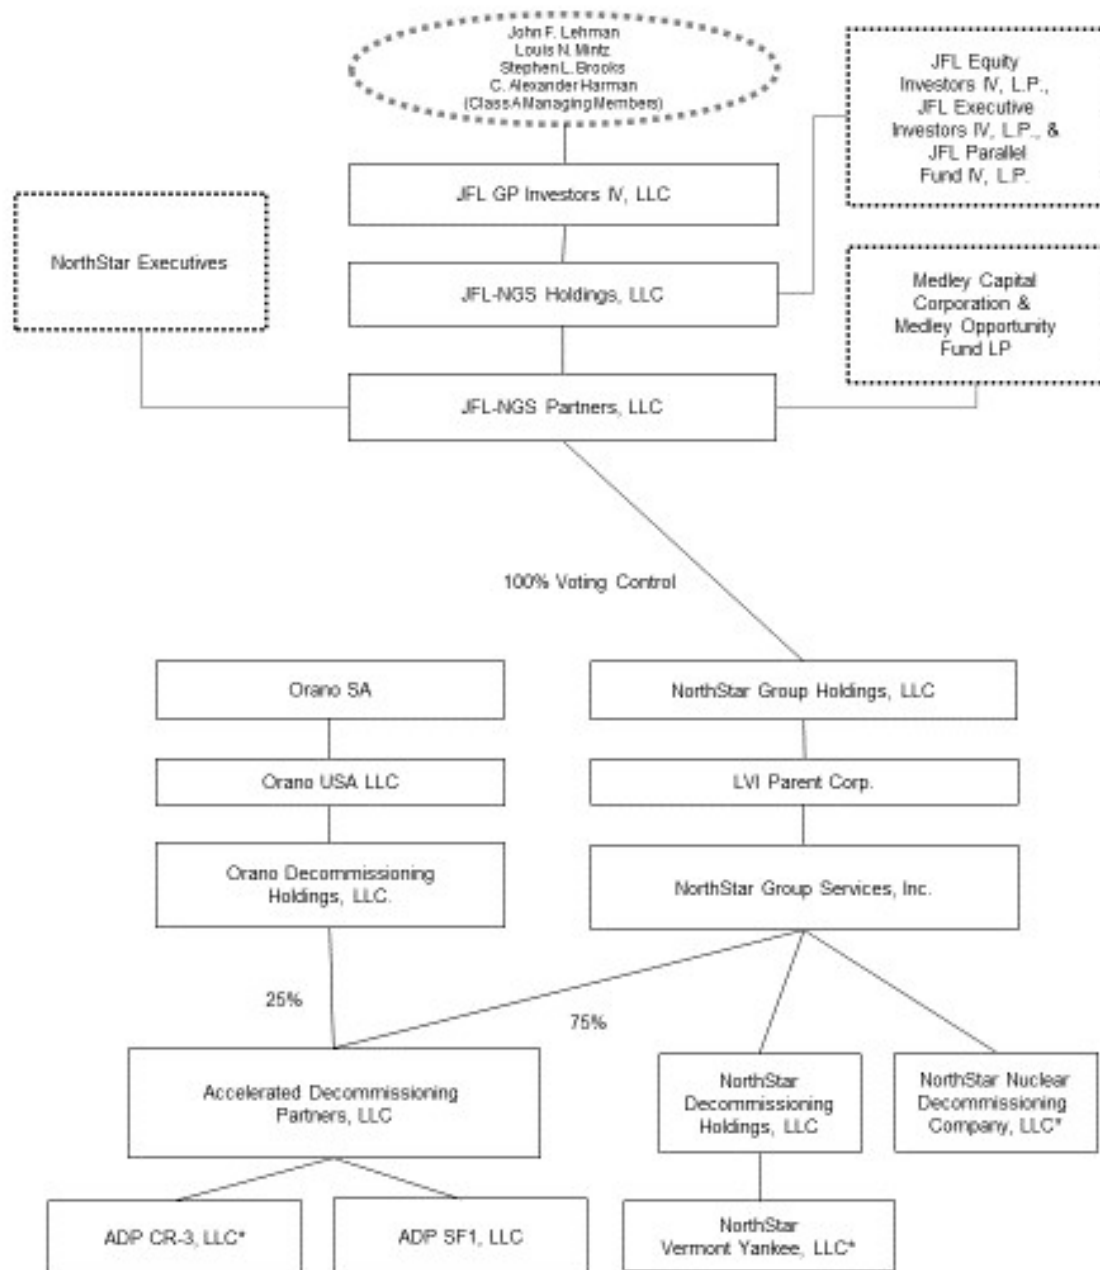 John F. Lehman
Louis N. Mintz
Stephen L. Brooks
C. Alexander Harman
(Class A Managing Members)
JFL Equity
Investors IV, L.P.,
JFL Executive
Investors IV, L.P., &
JFL Parallel
Fund IV, L.P.
JFL GP Investors IV, LLC
NorthStar Executives
JFL-NGS Holdings, LLC
Medley Capital
Corporation &
Medley Opportunity
Fund LP
JFL-NGS Partners, LLC
100% Voting Control
Orano SA
NorthStar Group Holdings, LLC
Orano USA LLC
LVI Parent Corp.
Orano Decommissioning
Holdings, LLC.
NorthStar Group Services, Inc.
25%
75%
Accelerated Decommissioning
Partners, LLC
NorthStar
Decommissioning
Holdings, LLC
NorthStar Nuclear
Decommissioning
Company, LLC*
ADP CR-3, LLC*
ADP SF1, LLC
NorthStar
Vermont Yankee, LLC*